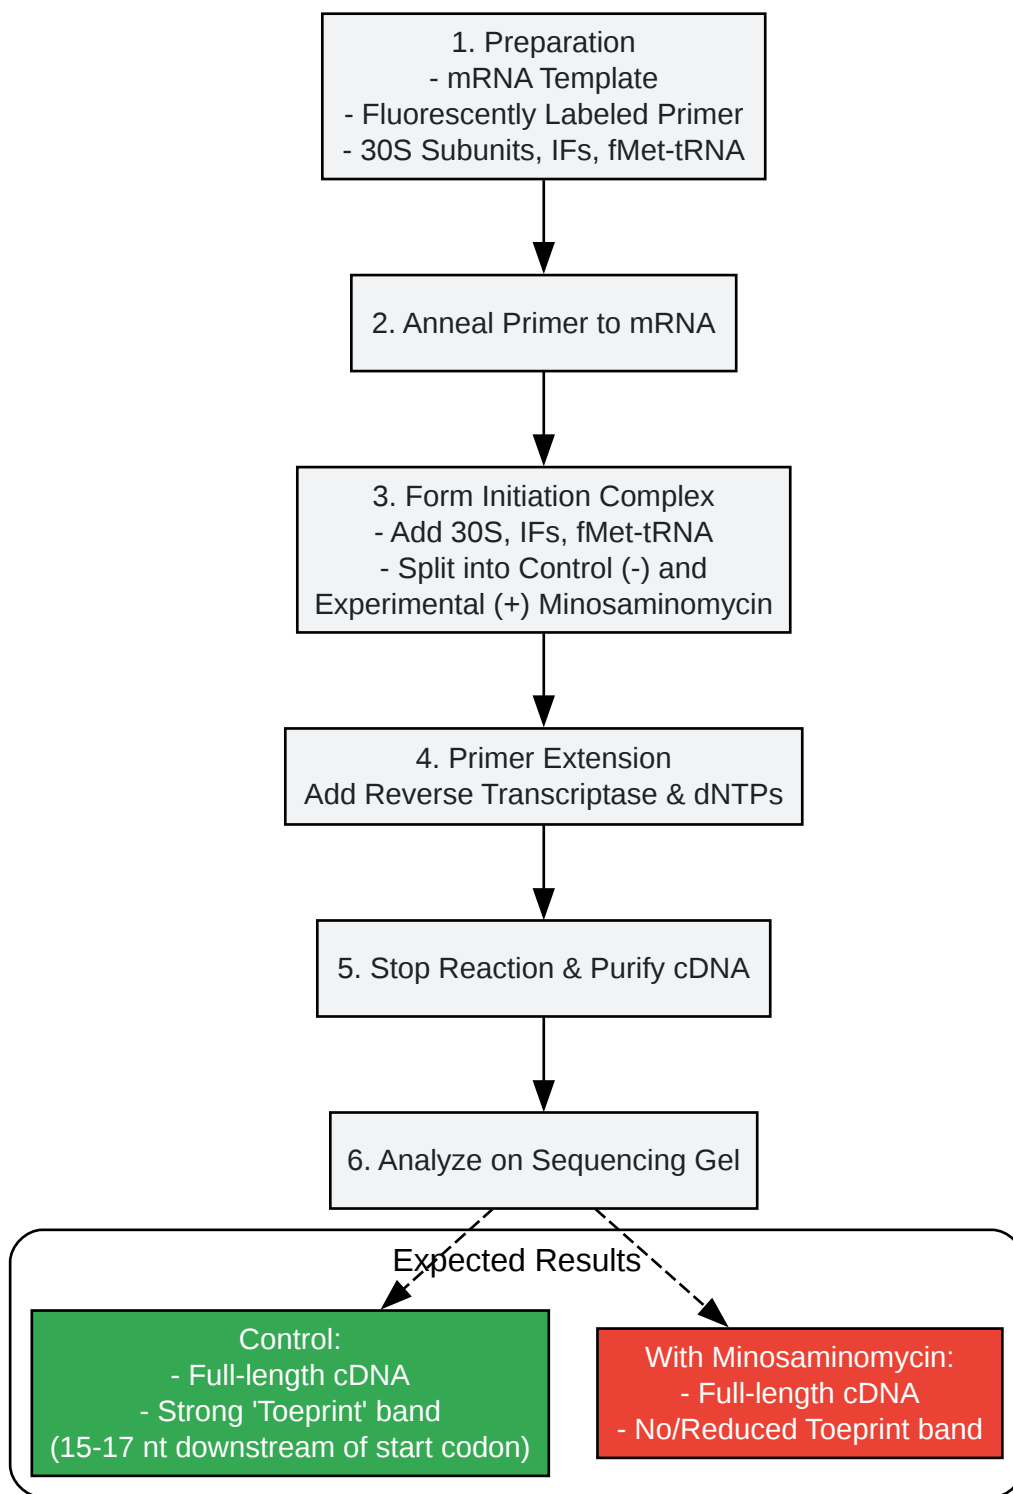 1. Preparation
- mRNA Template
- Fluorescently Labeled Primer
- 30S Subunits, IFs, fMet-tRNA
2. Anneal Primer to mRNA
3. Form Initiation Complex
- Add 30S, IFs, fMet-tRNA
- Split into Control (-) and
Experimental (+) Minosaminomycin
4. Primer Extension
Add Reverse Transcriptase & dNTPs
5. Stop Reaction & Purify cDNA
6. Analyze on Sequencing Gel
Expected Results
Control:
- Full-length cDNA
- Strong 'Toeprint' band
(15-17 nt downstream of start codon)
With Minosaminomycin:
- Full-length cDNA
- No/Reduced Toeprint band